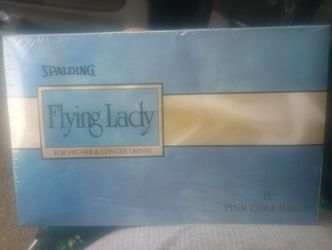 SPALDING
Flying Lady
FOR HIGHER & LONGER DRIVES
15
PINK GOLF BALLS